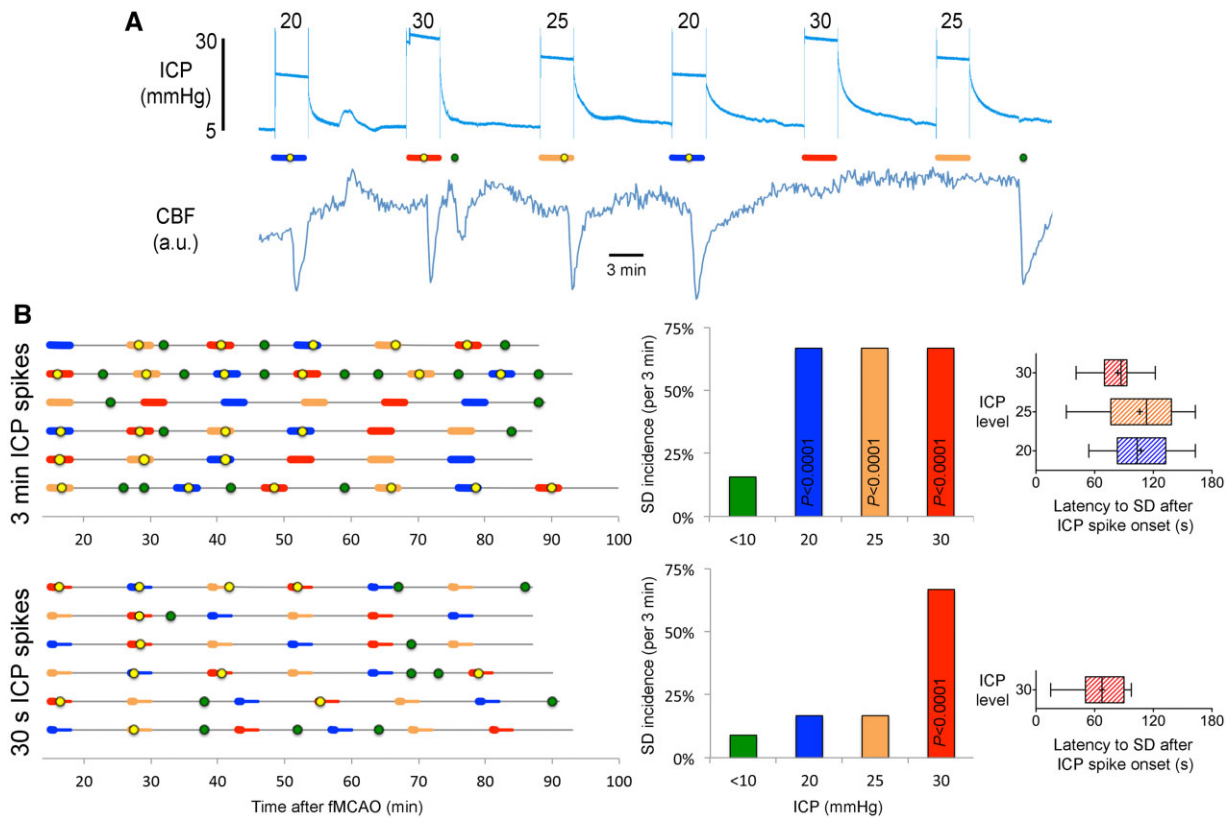 A
20 30 25 20 30 25
30
ICP
(mmHg)
5
CBF
(a.u.)
3 min
B
3 min ICP spikes
20 30 40 50 60 70 80 90 100
75%
50%
25%
0%
SD incidence (per 3 min)
P<0.0001
P<0.0001
P<0.0001
<10 20 25 30
ICP
level
30
25
20
0 60 120 180
Latency to SD after
ICP spike onset (s)
30 s ICP spikes
20 30 40 50 60 70 80 90 100
Time after fMCAO (min)
75%
50%
25%
0%
SD incidence (per 3 min)
P<0.0001
<10 20 25 30
ICP (mmHg)
ICP
level
30
0 60 120 180
Latency to SD after
ICP spike onset (s)